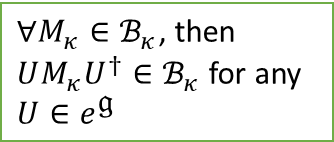 ∀M_κ ∈ ℬ_κ, then
UM_κU^† ∈ ℬ_κ for any
U ∈ e^𝔤